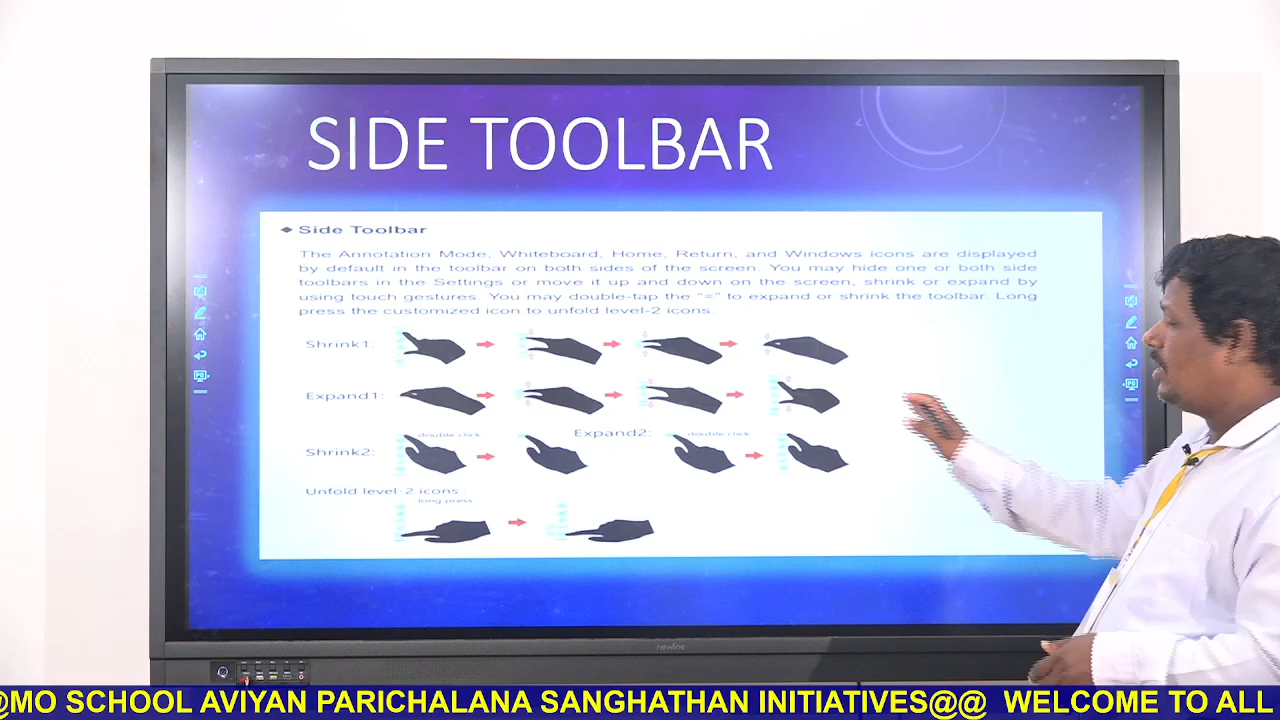 SIDE TOOLBAR
◆ Side Toolbar
The Annotation Mode, Whiteboard, Home, Return, and Windows icons are displayed
by default in the toolbar on both sides of the screen. You may hide one or both side
toolbars in the Settings or move it up and down on the screen, shrink or expand by
using touch gestures. You may double-tap the "=" to expand or shrink the toolbar. Long
press the customized icon to unfold level-2 icons.
Shrink1:
Expand1:
double click
Expand2:
double click
Shrink2:
Unfold level-2 icons :
long press
newline
@MO SCHOOL AVIYAN PARICHALANA SANGHATHAN INITIATIVES@@ WELCOME TO ALL